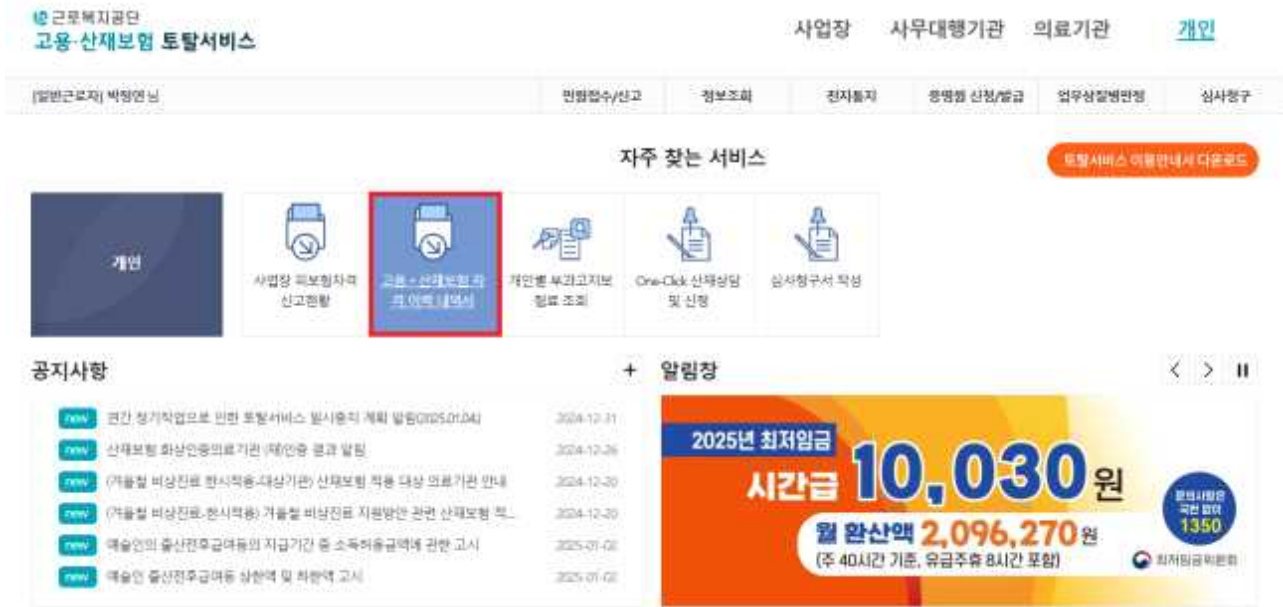 근로복지공단
고용·산재보험 토탈서비스
사업장 사무대행기관 의료기관 개인
[일반근로자] 박정연 님
민원접수/신고 정보조회 전자통지 증명원 신청/발급 업무상질병판정 심사청구
자주 찾는 서비스
토탈서비스 이용안내서 다운로드
개인
사업장 피보험자격
신고현황
고용·산재보험 자
격 이력 내역서
개인별 부과고지보
험료 조회
One-Click 산재상담
및 신청
심사청구서 작성
공지사항 +
new 연간 정기작업으로 인한 토탈서비스 일시중지 계획 알림(2025.01.04.) 2024-12-31
new 산재보험 화상인증의료기관 (재)인증 결과 알림 2024-12-26
new (겨울철 비상진료 한시적용-대상기관) 산재보험 적용 대상 의료기관 안내 2024-12-20
new (겨울철 비상진료-한시적용) 겨울철 비상진료 지원방안 관련 산재보험 적... 2024-12-20
new 예술인의 출산전후급여등의 지급기간 중 소득허용금액에 관한 고시 2025-01-02
new 예술인 출산전후급여등 상한액 및 하한액 고시 2025-01-02
알림창
2025년 최저임금
시간급 10,030원
월 환산액 2,096,270원
(주 40시간 기준, 유급주휴 8시간 포함)
문의사항은
국번 없이
1350
최저임금위원회